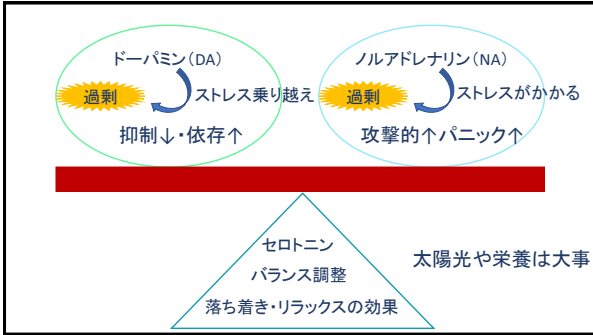 ドーパミン(DA)
過剰
ストレス乗り越え
抑制↓・依存↑
ノルアドレナリン(NA)
過剰
ストレスがかかる
攻撃的↑パニック↑
セロトニン
バランス調整
落ち着き・リラックスの効果
太陽光や栄養は大事